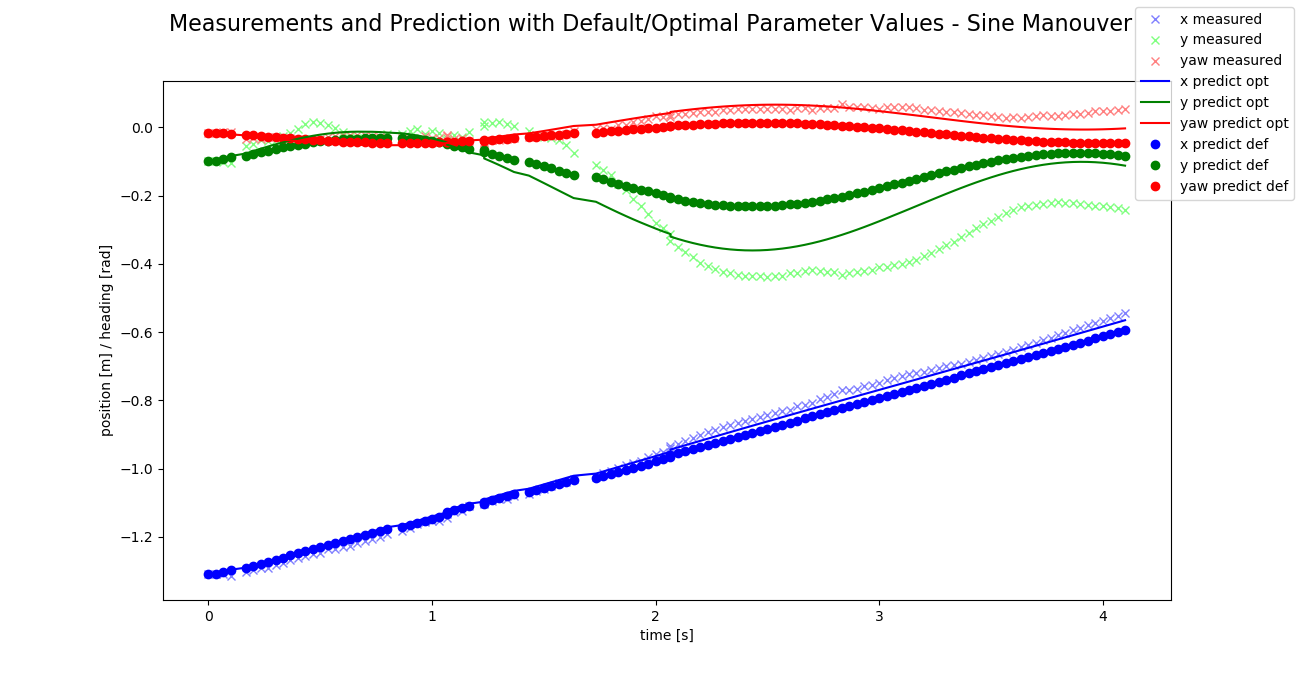 Measurements and Prediction with Default/Optimal Parameter Values - Sine Manouver
x measured
y measured
yaw measured
x predict opt
y predict opt
yaw predict opt
x predict def
y predict def
yaw predict def
0.0
−0.2
−0.4
−0.6
−0.8
−1.0
−1.2
position [m] / heading [rad]
0 1 2 3 4
time [s]